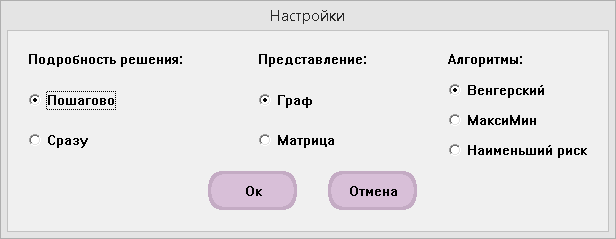 Настройки
Подробность решения:
Пошагово
Сразу
Представление:
Граф
Матрица
Алгоритмы:
Венгерский
МаксиМин
Наименьший риск
Ок
Отмена